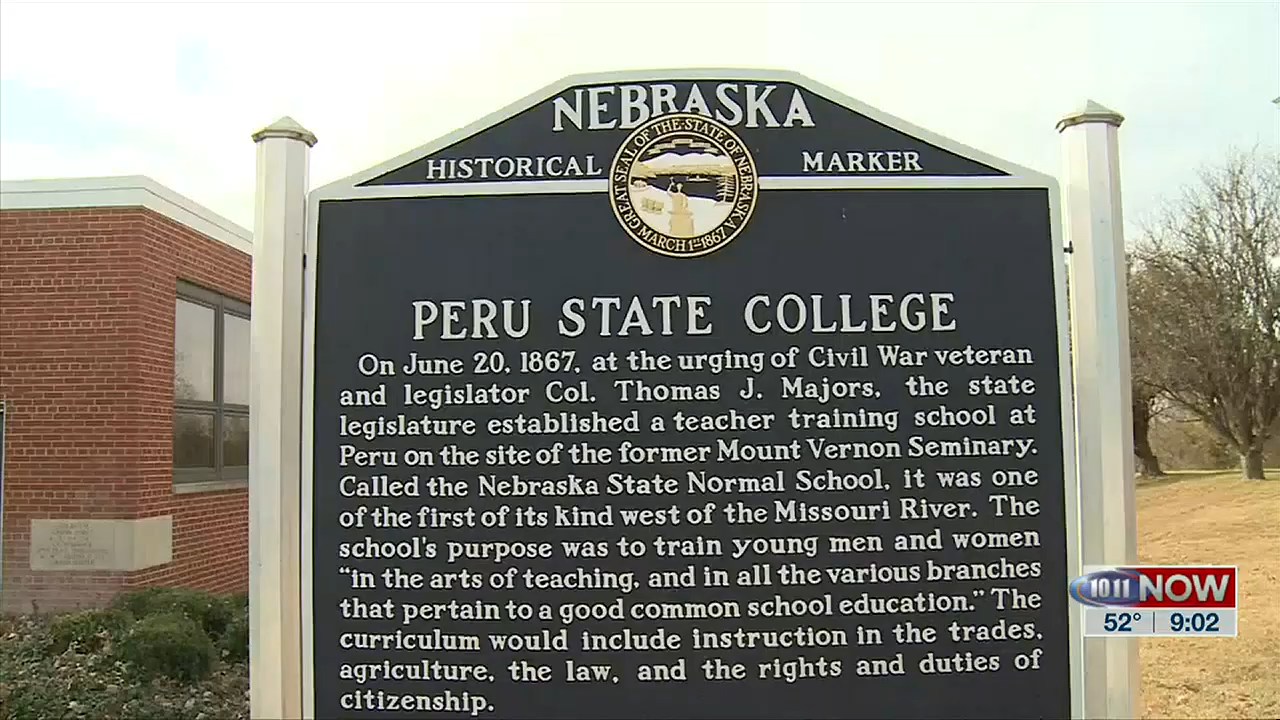 NEBRASKA
HISTORICAL MARKER
GREAT SEAL OF THE STATE OF NEBRASKA
MARCH 1ST 1867
PERU STATE COLLEGE
On June 20, 1867, at the urging of Civil War veteran
and legislator Col. Thomas J. Majors, the state
legislature established a teacher training school at
Peru on the site of the former Mount Vernon Seminary.
Called the Nebraska State Normal School, it was one
of the first of its kind west of the Missouri River. The
school's purpose was to train young men and women
“in the arts of teaching, and in all the various branches
that pertain to a good common school education.” The
curriculum would include instruction in the trades,
agriculture, the law, and the rights and duties of
citizenship.
1011 NOW
52° 9:02